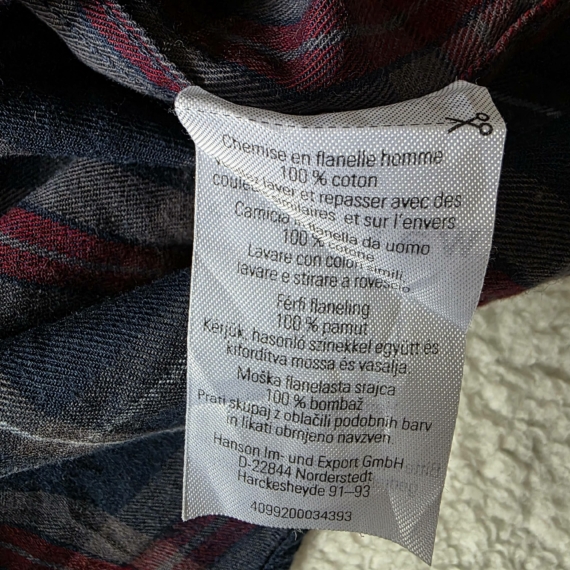 Chemise en flanelle homme
100 % coton
laver et repasser avec des
et sur l'envers
Camicia flanella da uomo
100 % cotone
Lavare con colori simili,
lavare e stirare a rovescio
Férfi flaneling
100 % pamut
Kérjük, hasonló színekkel együtt és
kifordítva mossa és vasalja.
Moška flanelasta srajca
100 % bombaž
Prati skupaj z oblačili podobnih barv
in likati obrnjeno navzven.
Hanson Im- und Export GmbH
D-22844 Norderstedt
Harckesheyde 91–93
4099200034393